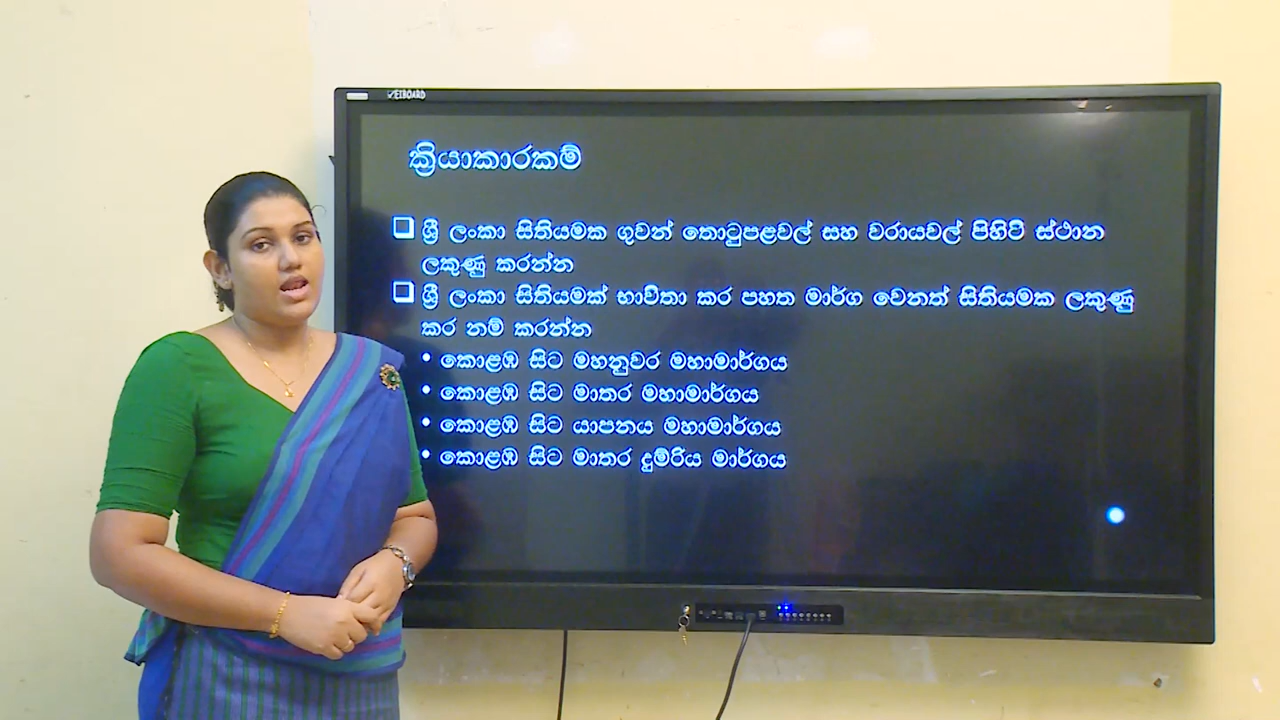 EIBOARD
ක්‍රියාකාරකම්
ශ්‍රී ලංකා සිතියමක ගුවන් තොටුපළවල් සහ වරායවල් පිහිටි ස්ථාන
ලකුණු කරන්න
ශ්‍රී ලංකා සිතියමක් භාවිතා කර පහත මාර්ග වෙනත් සිතියමක ලකුණු
කර නම් කරන්න
• කොළඹ සිට මහනුවර මහාමාර්ගය
• කොළඹ සිට මාතර මහාමාර්ගය
• කොළඹ සිට යාපනය මහාමාර්ගය
• කොළඹ සිට මාතර දුම්රිය මාර්ගය